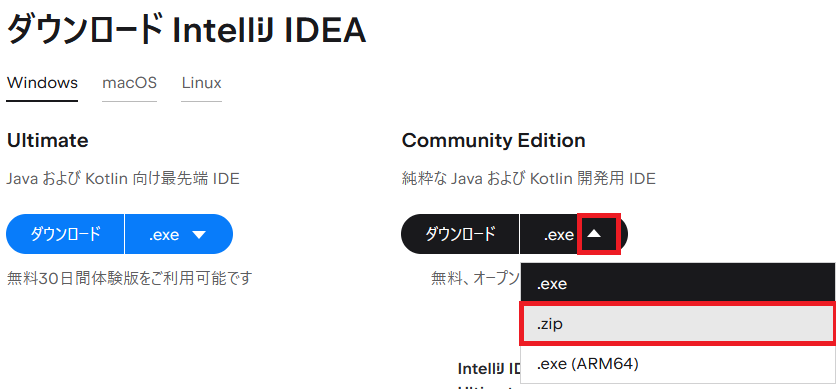 ダウンロード IntelliJ IDEA
Windows macOS Linux
Ultimate
Java および Kotlin 向け最先端 IDE
ダウンロード .exe
無料30日間体験版をご利用可能です
Community Edition
純粋な Java および Kotlin 開発用 IDE
ダウンロード .exe
無料、オープン
.exe
.zip
.exe (ARM64)
IntelliJ ID